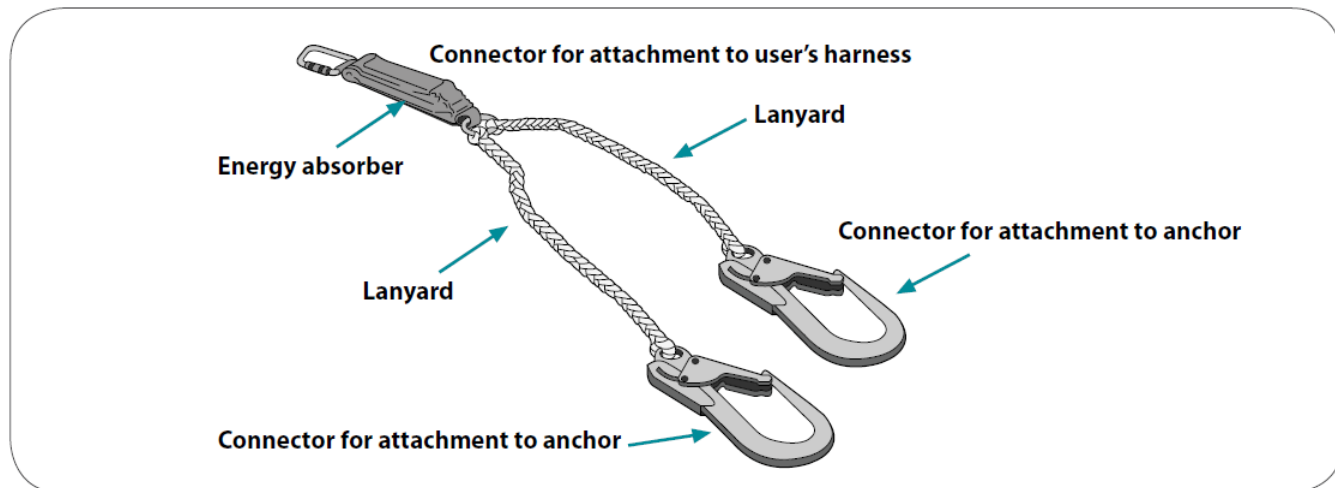 Connector for attachment to user's harness
Lanyard
Energy absorber
Connector for attachment to anchor
Lanyard
Connector for attachment to anchor